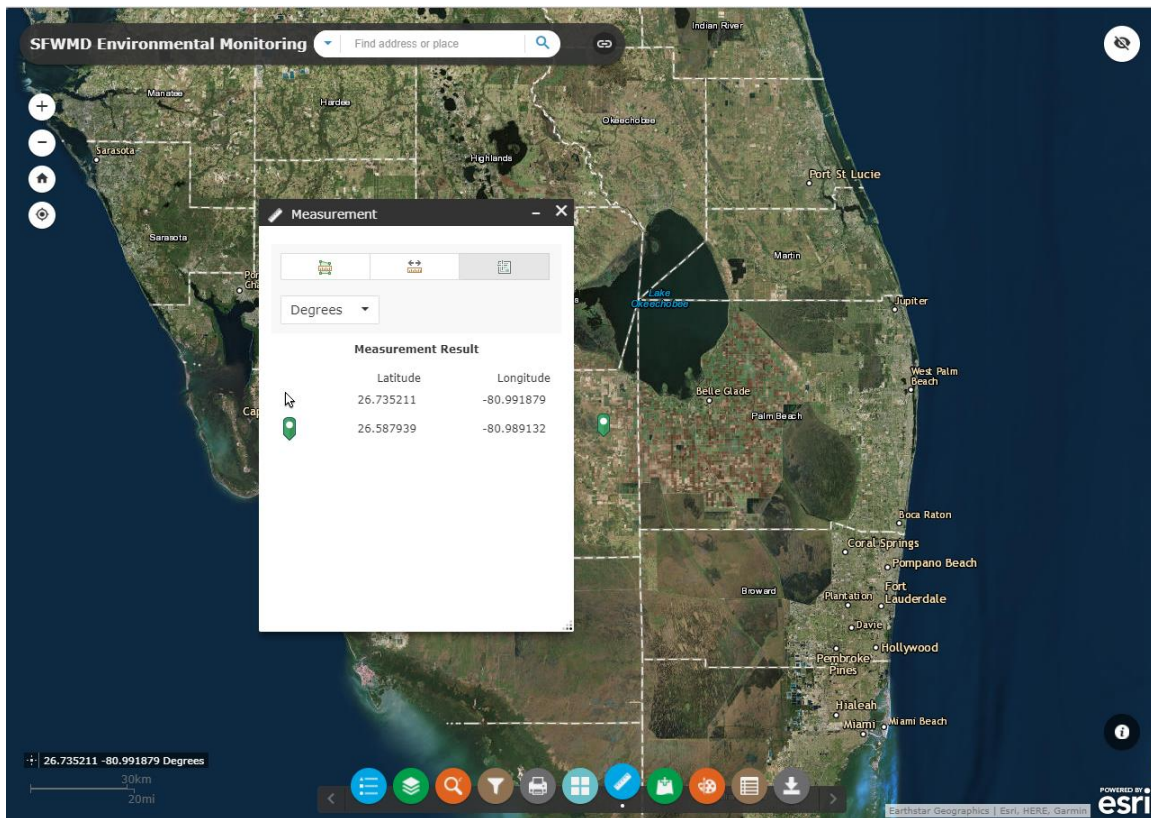 SFWMD Environmental Monitoring
Find address or place
Indian River
Manatee
Hardee
Okeechobee
Highlands
Sarasota
Port St Lucie
Measurement
Sarasota
Martin
Lake
Okeechobee
Jupiter
Degrees
Measurement Result
Latitude Longitude
26.735211 -80.991879
26.587939 -80.989132
West Palm
Beach
Belle Glade
Palm Beach
Boca Raton
Coral Springs
Pompano Beach
Fort
Lauderdale
Broward
Plantation
Davie
Hollywood
Pembroke
Pines
Hialeah
Miami
Miami Beach
26.735211 -80.991879 Degrees
30km
20mi
Earthstar Geographics | Esri, HERE, Garmin
POWERED BY
esri